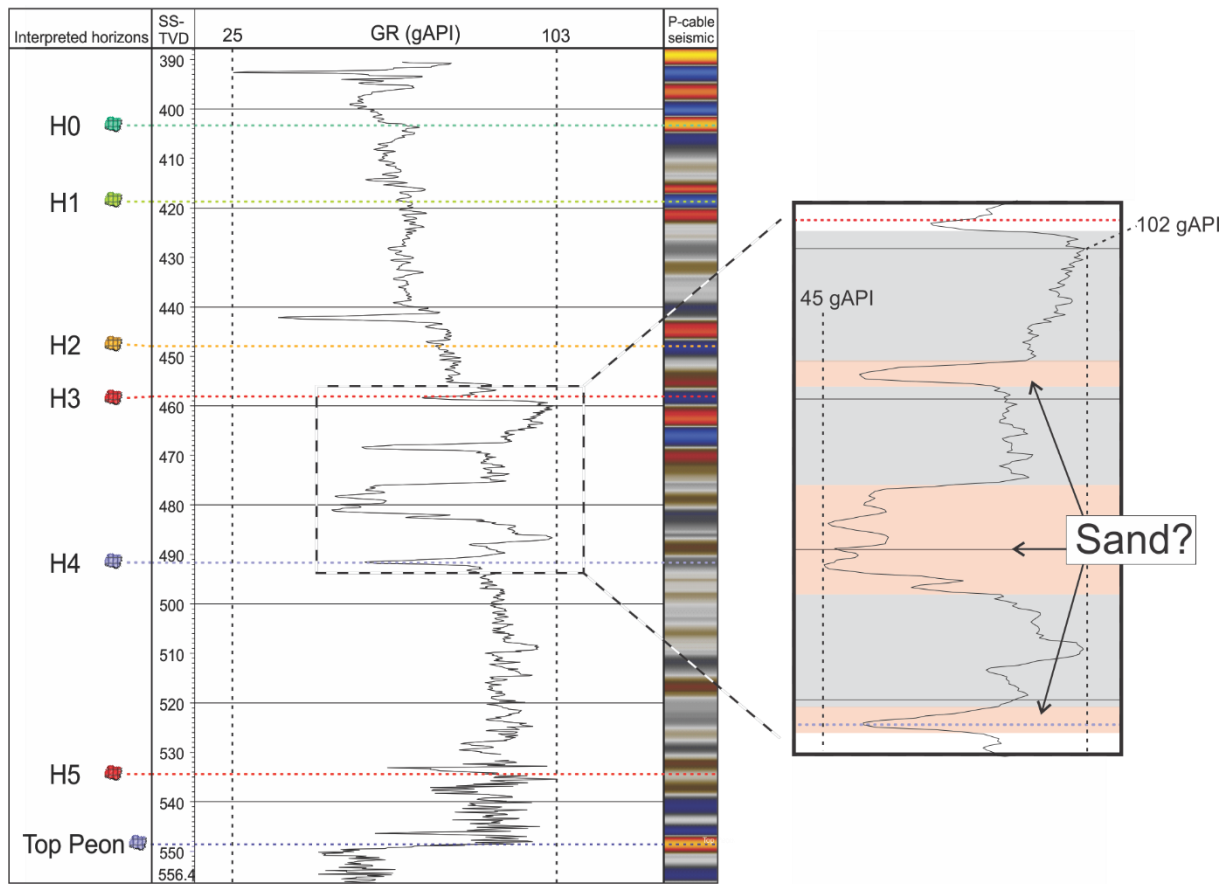 Interpreted horizons
SS-
TVD
25
GR (gAPI)
103
P-cable
seismic
390
H0
400
410
H1
420
430
440
H2
450
H3
460
470
480
H4
490
500
510
520
530
H5
540
Top Peon
Top
550
556.4
102 gAPI
45 gAPI
Sand?